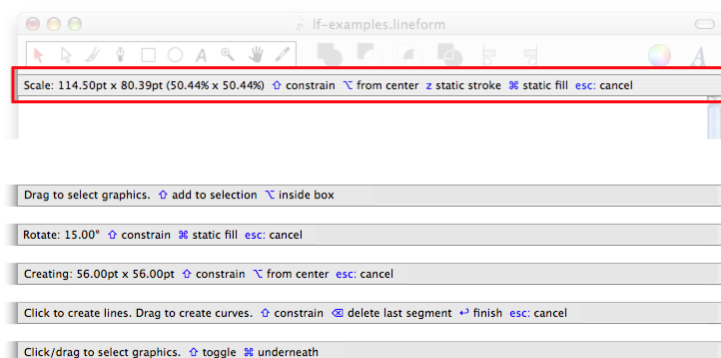 lf-examples.lineform
A A
Scale: 114.50pt x 80.39pt (50.44% x 50.44%) ⇧ constrain ⌥ from center z static stroke ⌘ static fill esc: cancel
Drag to select graphics. ⇧ add to selection ⌥ inside box
Rotate: 15.00° ⇧ constrain ⌘ static fill esc: cancel
Creating: 56.00pt x 56.00pt ⇧ constrain ⌥ from center esc: cancel
Click to create lines. Drag to create curves. ⇧ constrain ⌫ delete last segment ↩ finish esc: cancel
Click/drag to select graphics. ⇧ toggle ⌘ underneath